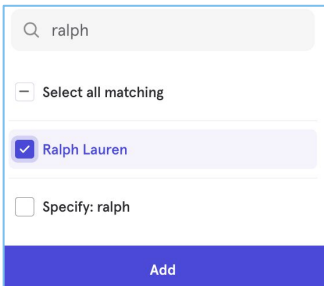 ralph
Select all matching
Ralph Lauren
Specify: ralph
Add